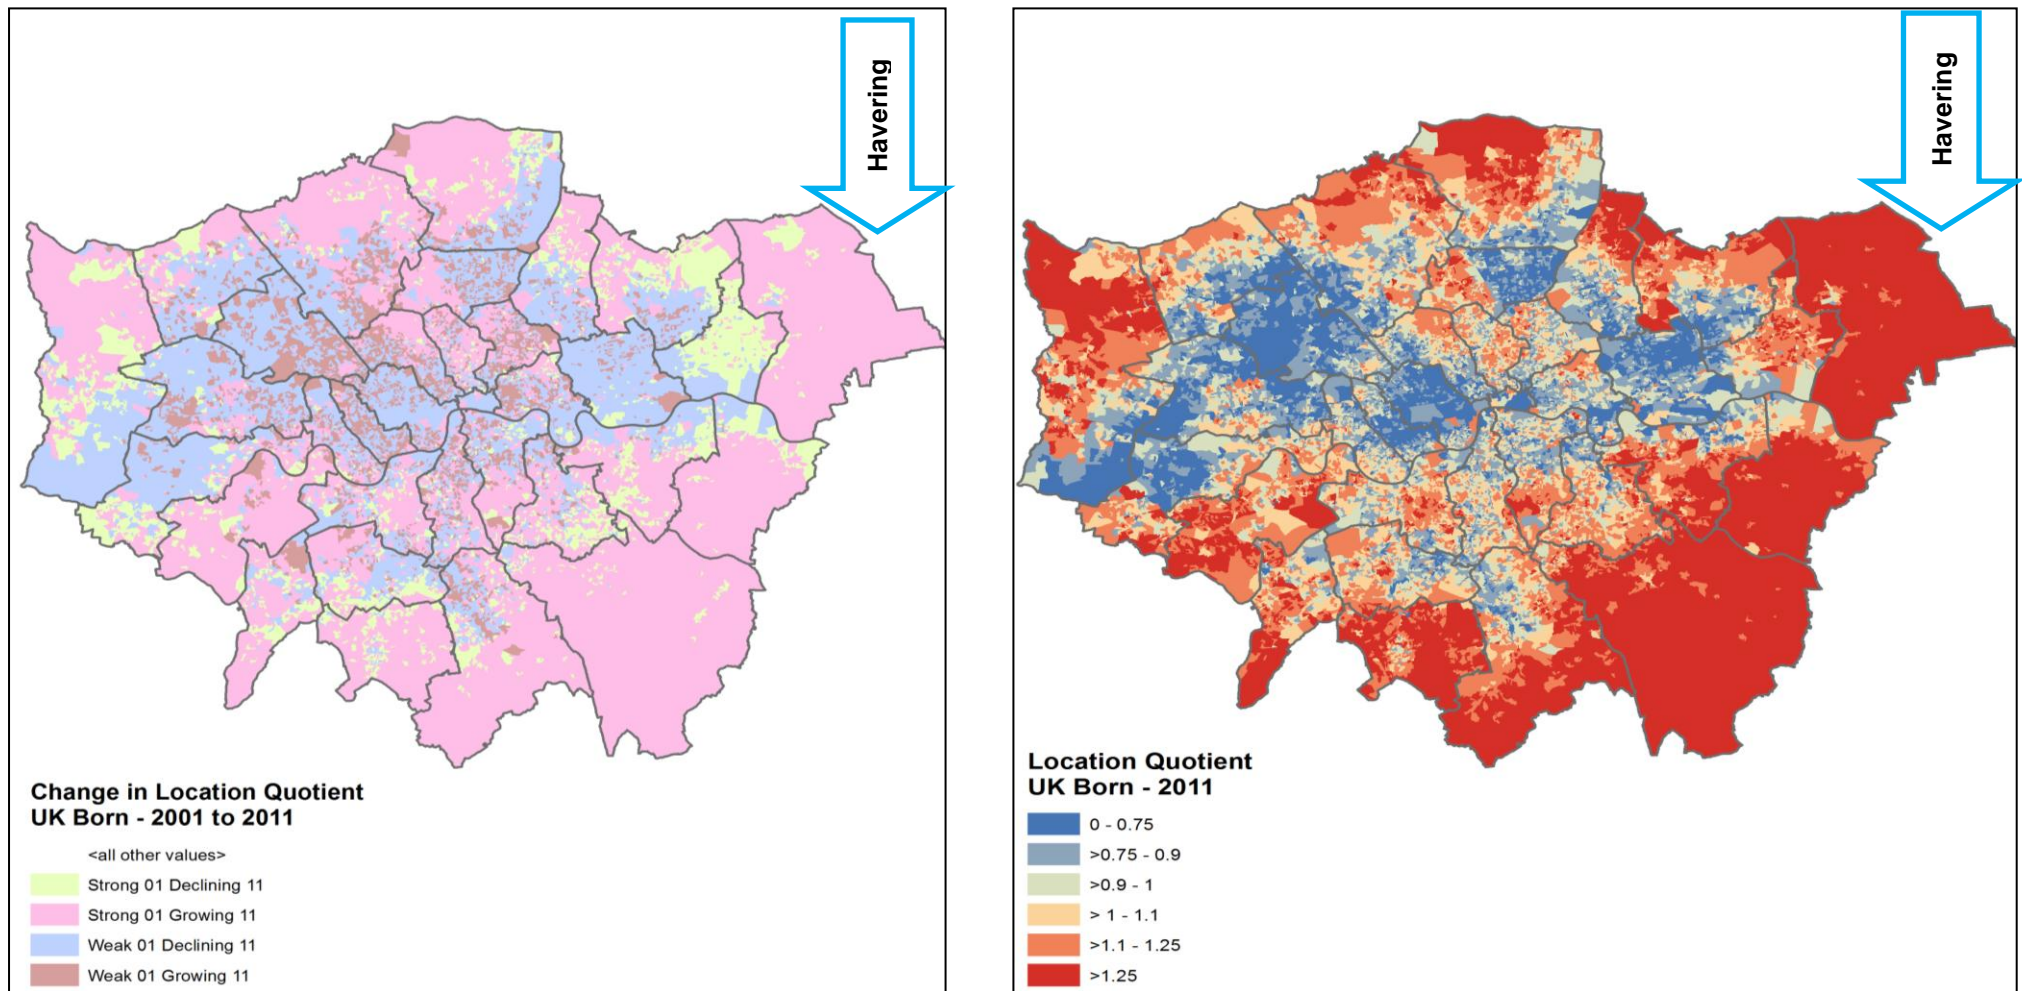 Havering
Change in Location Quotient
UK Born - 2001 to 2011
<all other values>
Strong 01 Declining 11
Strong 01 Growing 11
Weak 01 Declining 11
Weak 01 Growing 11
Havering
Location Quotient
UK Born - 2011
0 - 0.75
>0.75 - 0.9
>0.9 - 1
> 1 - 1.1
>1.1 - 1.25
>1.25